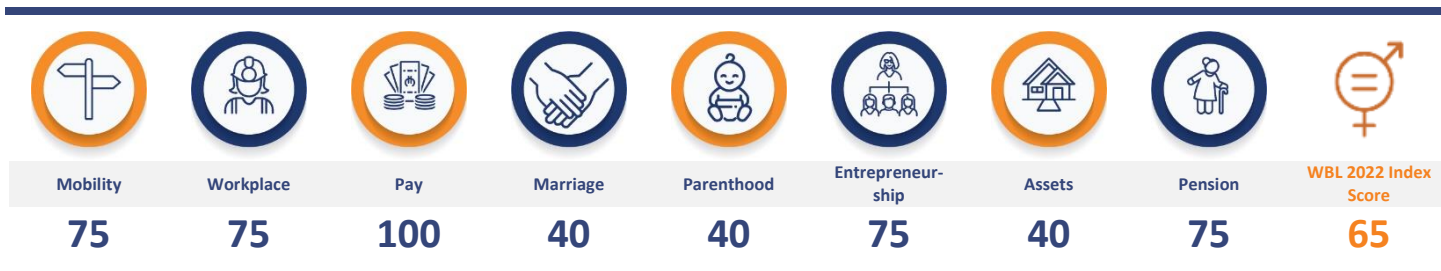 Mobility
Workplace
Pay
Marriage
Parenthood
Entrepreneur-
ship
Assets
Pension
WBL 2022 Index
Score
75
75
100
40
40
75
40
75
65